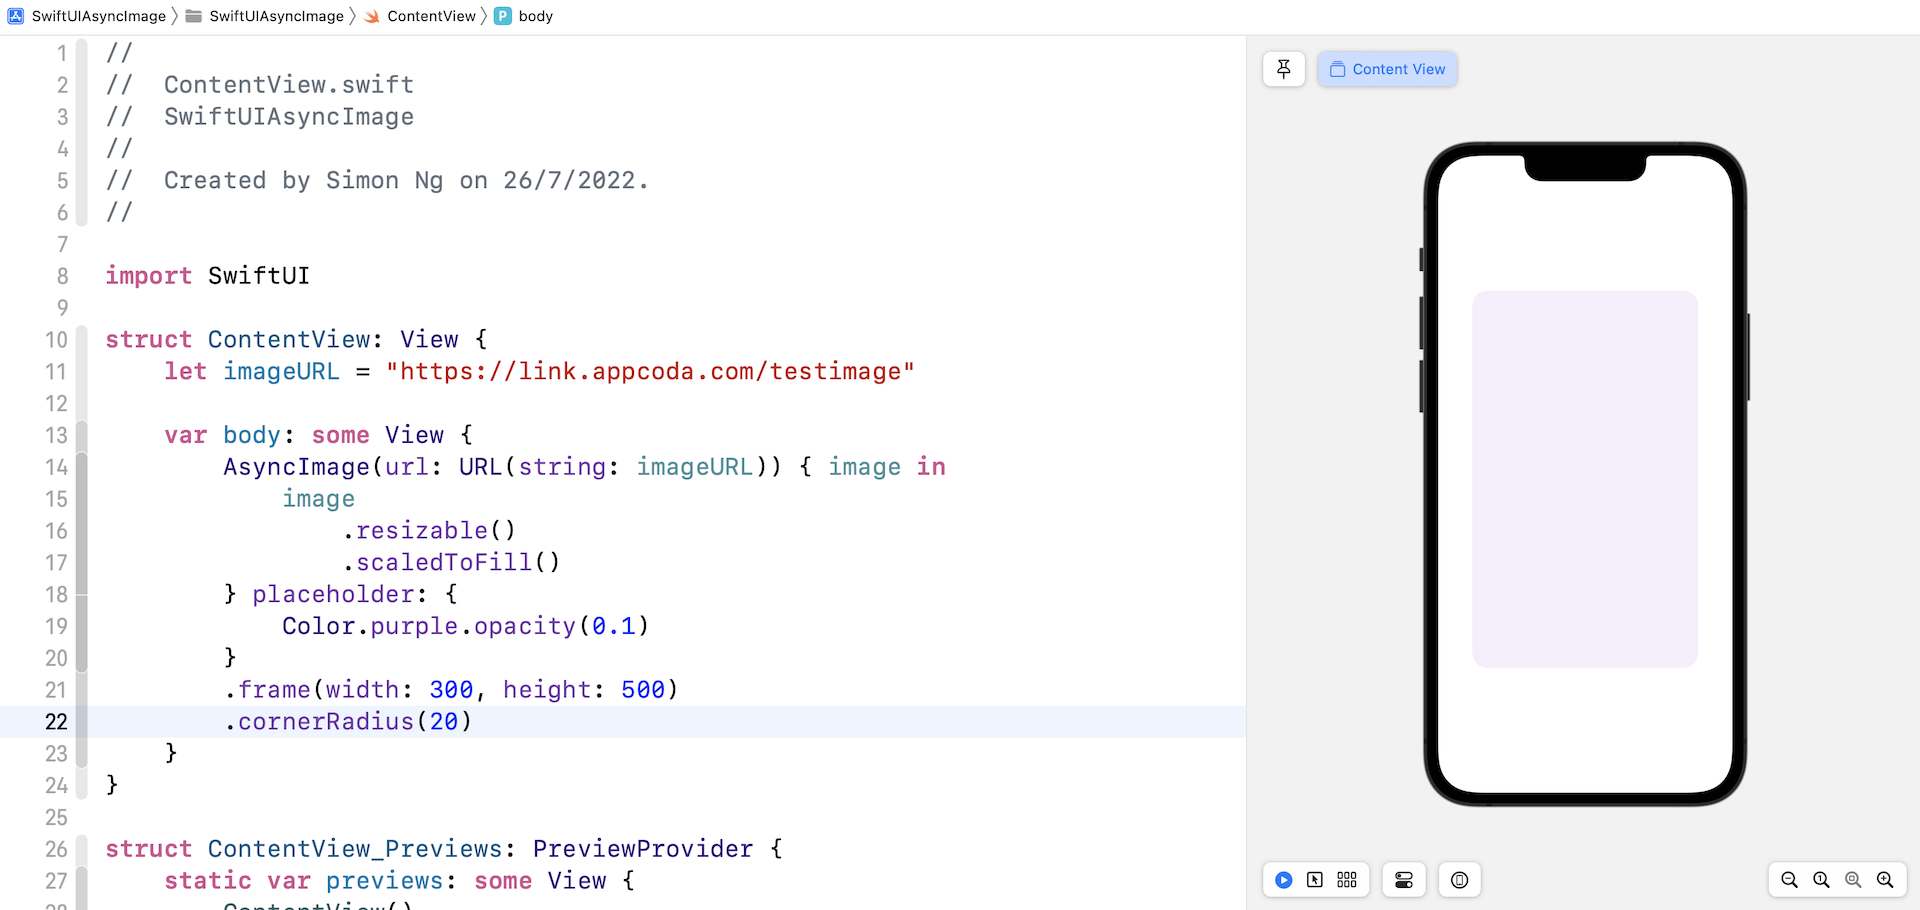 SwiftUIAsyncImage SwiftUIAsyncImage ContentView P body
1 //
2 //  ContentView.swift
3 //  SwiftUIAsyncImage
4 //
5 //  Created by Simon Ng on 26/7/2022.
6 //
7
8 import SwiftUI
9
10 struct ContentView: View {
11     let imageURL = "https://link.appcoda.com/testimage"
12
13     var body: some View {
14         AsyncImage(url: URL(string: imageURL)) { image in
15             image
16                 .resizable()
17                 .scaledToFill()
18         } placeholder: {
19             Color.purple.opacity(0.1)
20         }
21         .frame(width: 300, height: 500)
22         .cornerRadius(20)
23     }
24 }
25
26 struct ContentView_Previews: PreviewProvider {
27     static var previews: some View {
28         ContentView()
Content View